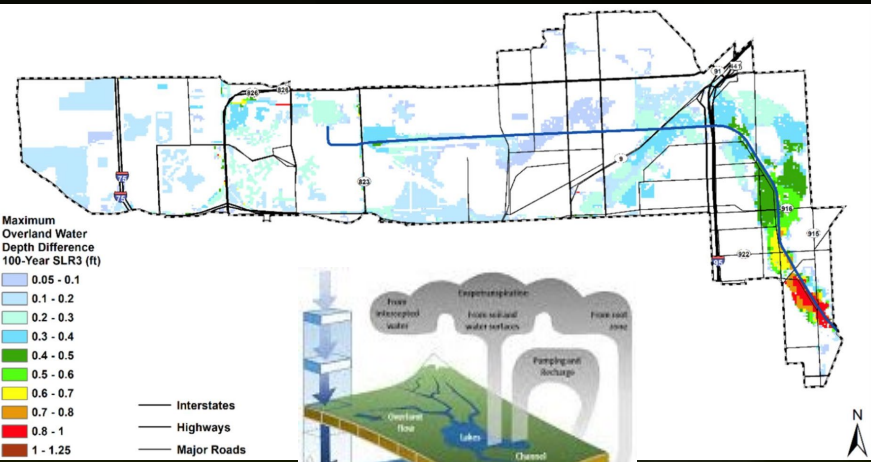 826
826
91
441
9
75
75
823
916
915
922
95
Maximum
Overland Water
Depth Difference
100-Year SLR3 (ft)
0.05 - 0.1
0.1 - 0.2
0.2 - 0.3
0.3 - 0.4
0.4 - 0.5
0.5 - 0.6
0.6 - 0.7
0.7 - 0.8
0.8 - 1
1 - 1.25
Interstates
Highways
Major Roads
Evapotranspiration
From
intercepted
water
From soil and
water surfaces
From root
zone
Pumping and
Recharge
Overland
flow
Lakes
Channel
N